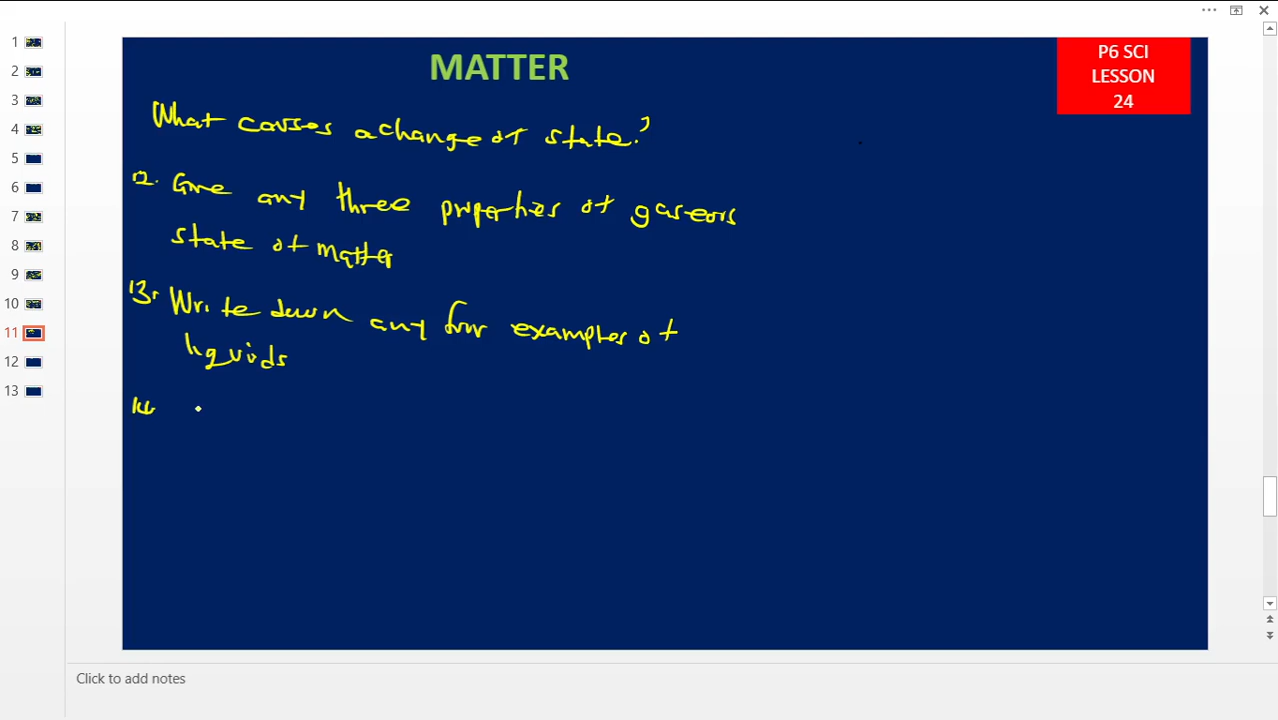 1
2
3
4
5
6
7
8
9
10
11
12
13
MATTER
P6 SCI
LESSON
24
What causes a change of state?
12. Give any three properties of gaseous
state of matter
13. Write down any four examples of
liquids
14
Click to add notes